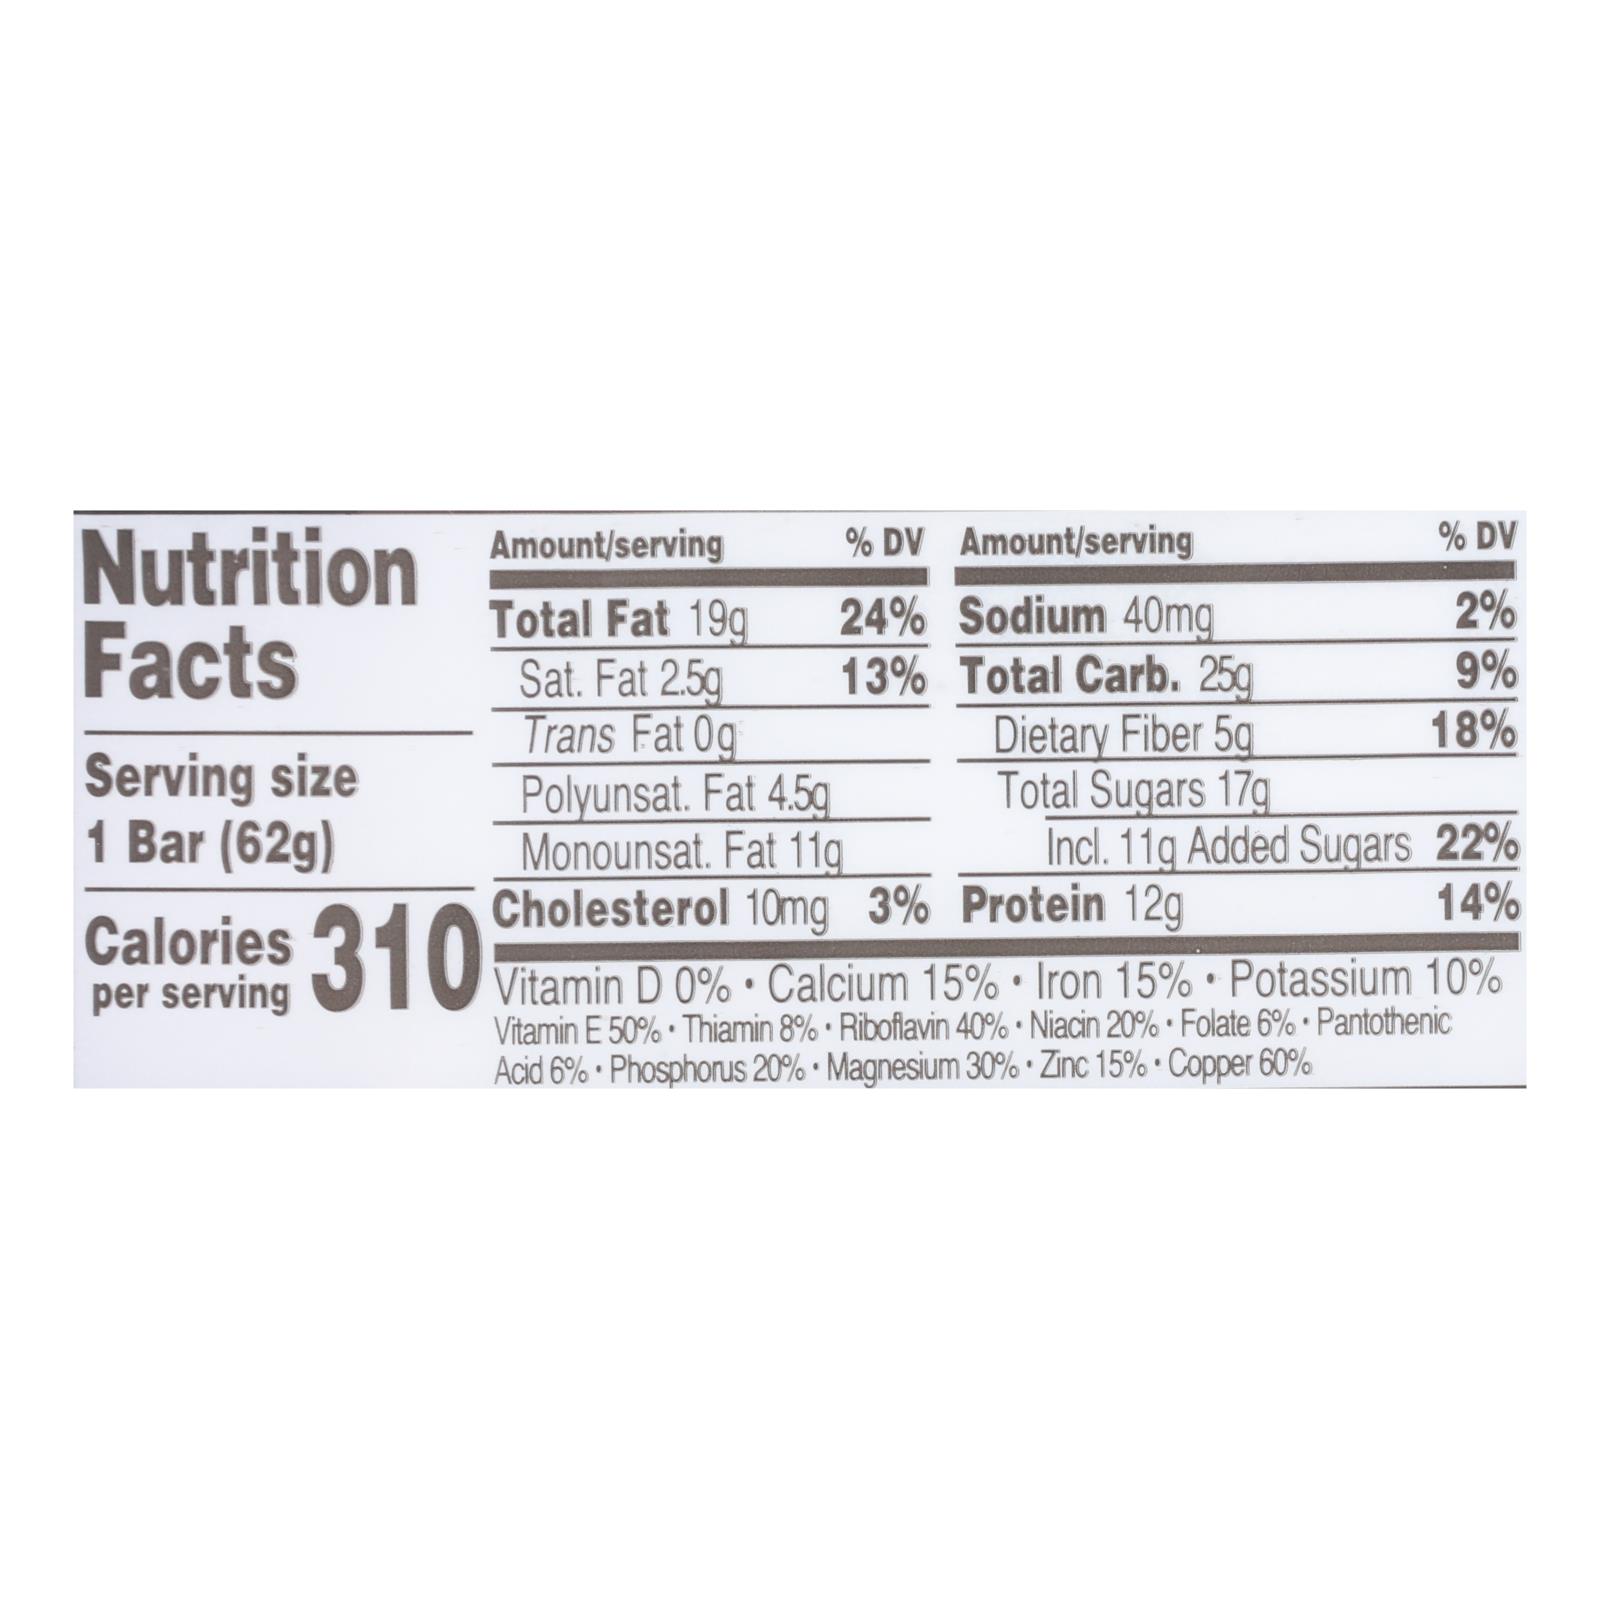 Nutrition
Facts
Serving size
1 Bar (62g)
Calories 310
per serving
Amount/serving % DV
Total Fat 19g 24%
Sat. Fat 2.5g 13%
Trans Fat 0g
Polyunsat. Fat 4.5g
Monounsat. Fat 11g
Cholesterol 10mg 3%
Amount/serving % DV
Sodium 40mg 2%
Total Carb. 25g 9%
Dietary Fiber 5g 18%
Total Sugars 17g
Incl. 11g Added Sugars 22%
Protein 12g 14%
Vitamin D 0% • Calcium 15% • Iron 15% • Potassium 10%
Vitamin E 50% • Thiamin 8% • Riboflavin 40% • Niacin 20% • Folate 6% • Pantothenic
Acid 6% • Phosphorus 20% • Magnesium 30% • Zinc 15% • Copper 60%